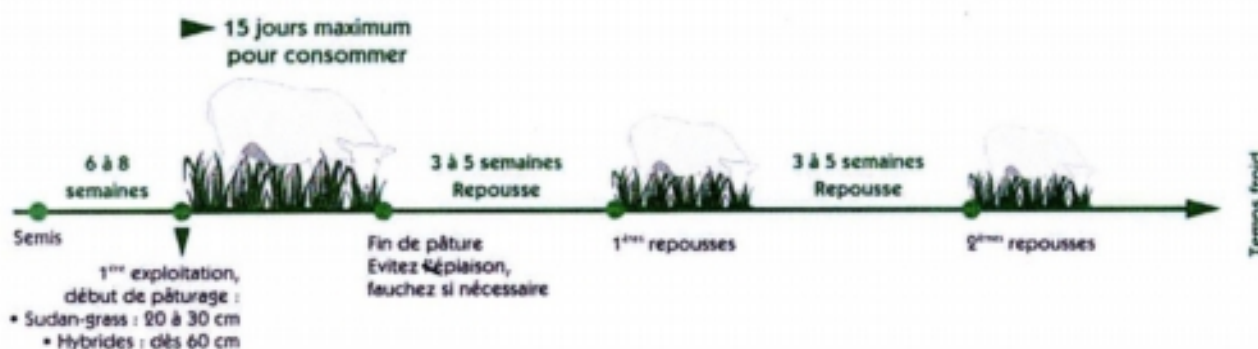 ► 15 jours maximum
pour consommer
6 à 8
semaines
3 à 5 semaines
Repousse
3 à 5 semaines
Repousse
Semis
1ère exploitation,
début de pâturage :
• Sudan-grass : 20 à 30 cm
• Hybrides : dès 60 cm
Fin de pâture
Evitez l'épiaison,
fauchez si nécessaire
1ères repousses
2èmes repousses